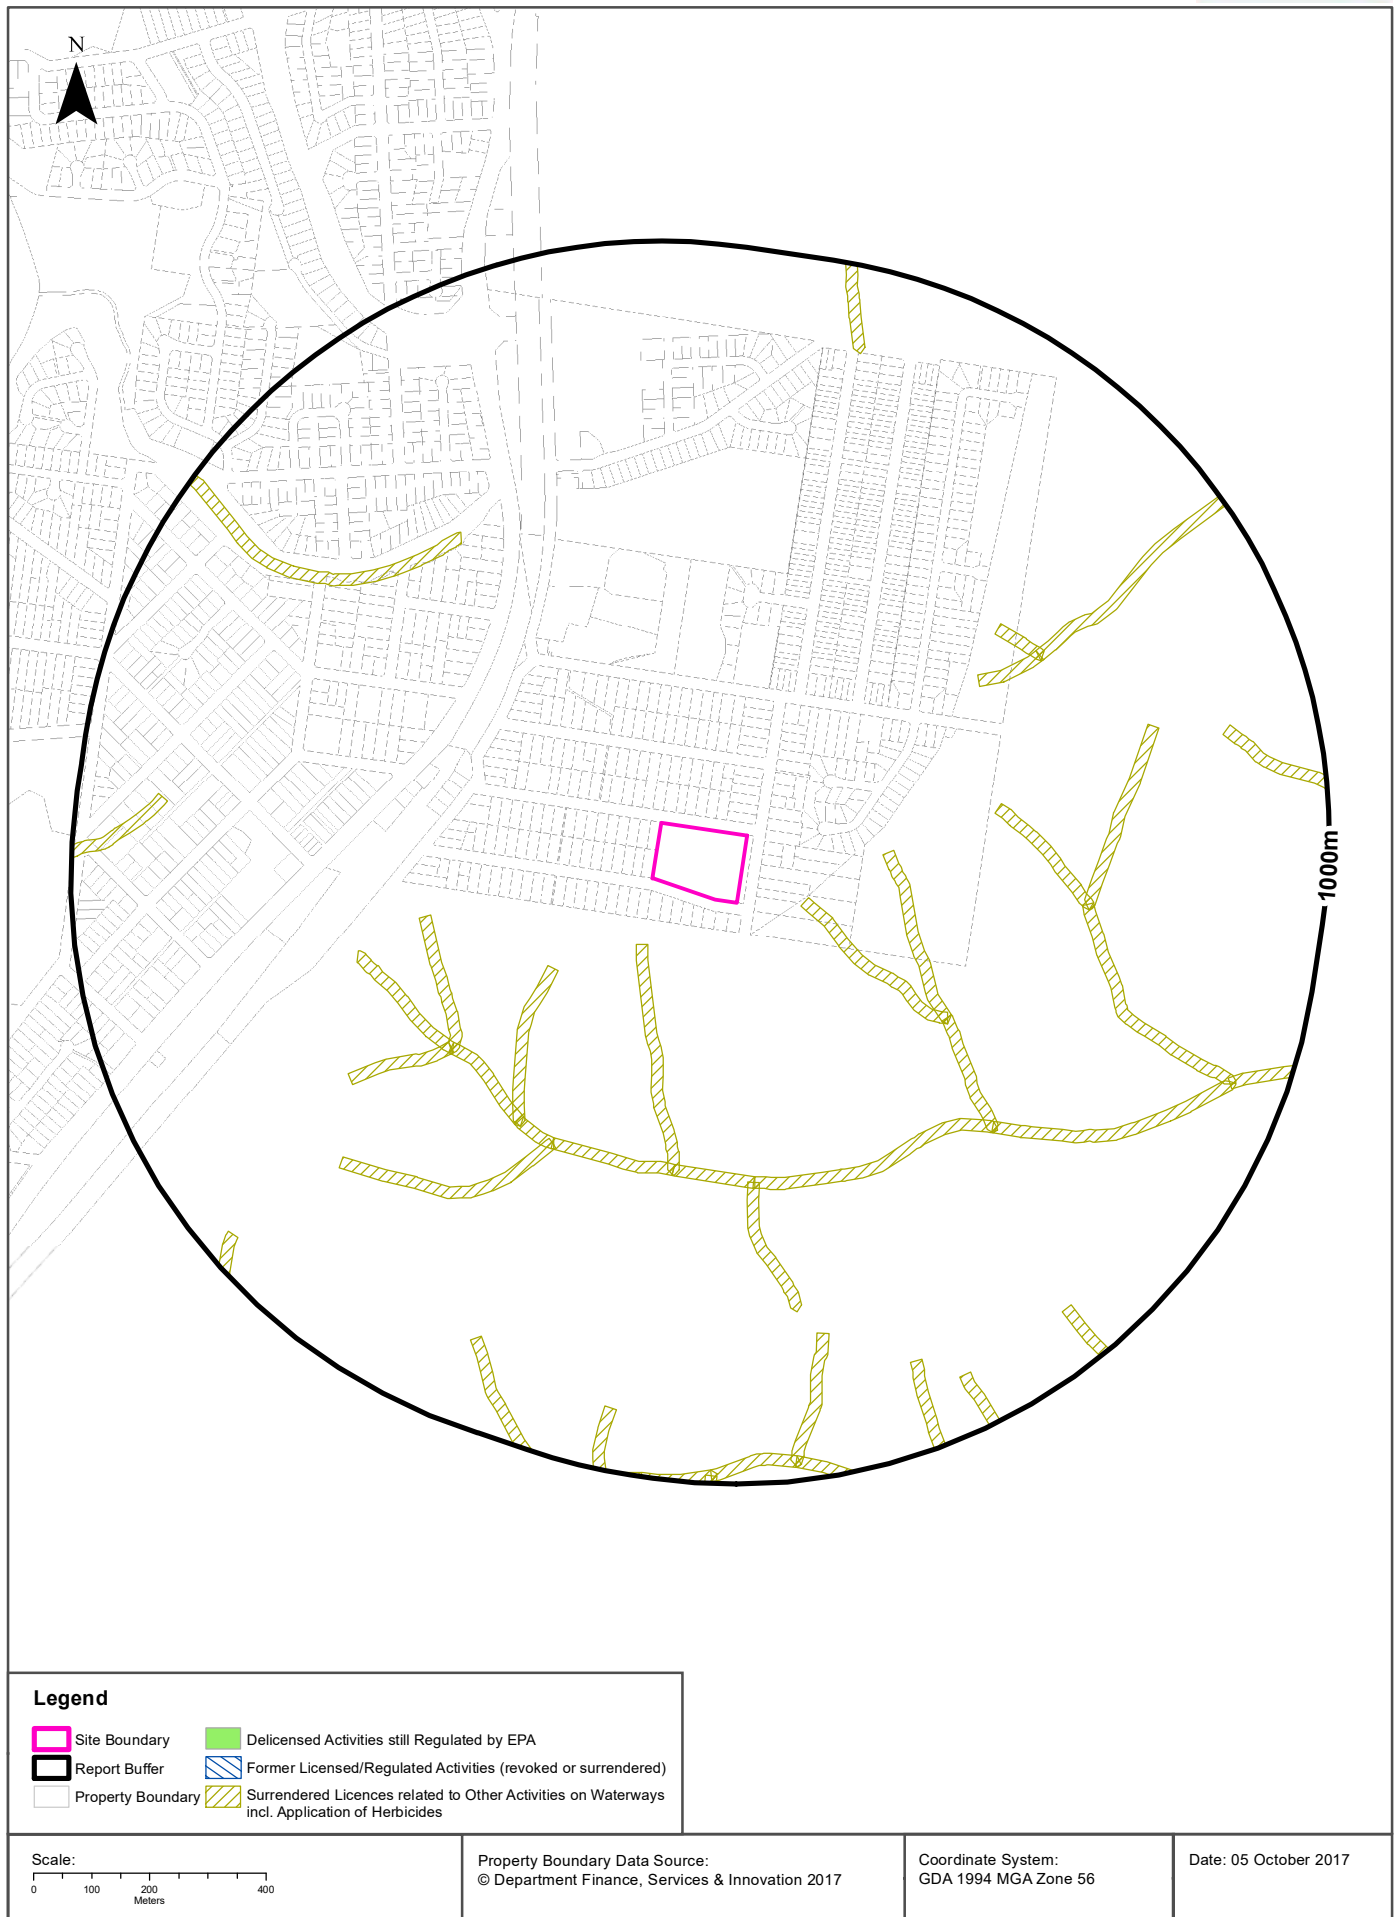 N
1000m
Legend
Site Boundary
Report Buffer
Property Boundary
Delicensed Activities still Regulated by EPA
Former Licensed/Regulated Activities (revoked or surrendered)
Surrendered Licences related to Other Activities on Waterways
incl. Application of Herbicides
Scale:
0 100 200 400
Meters
Property Boundary Data Source:
© Department Finance, Services & Innovation 2017
Coordinate System:
GDA 1994 MGA Zone 56
Date: 05 October 2017